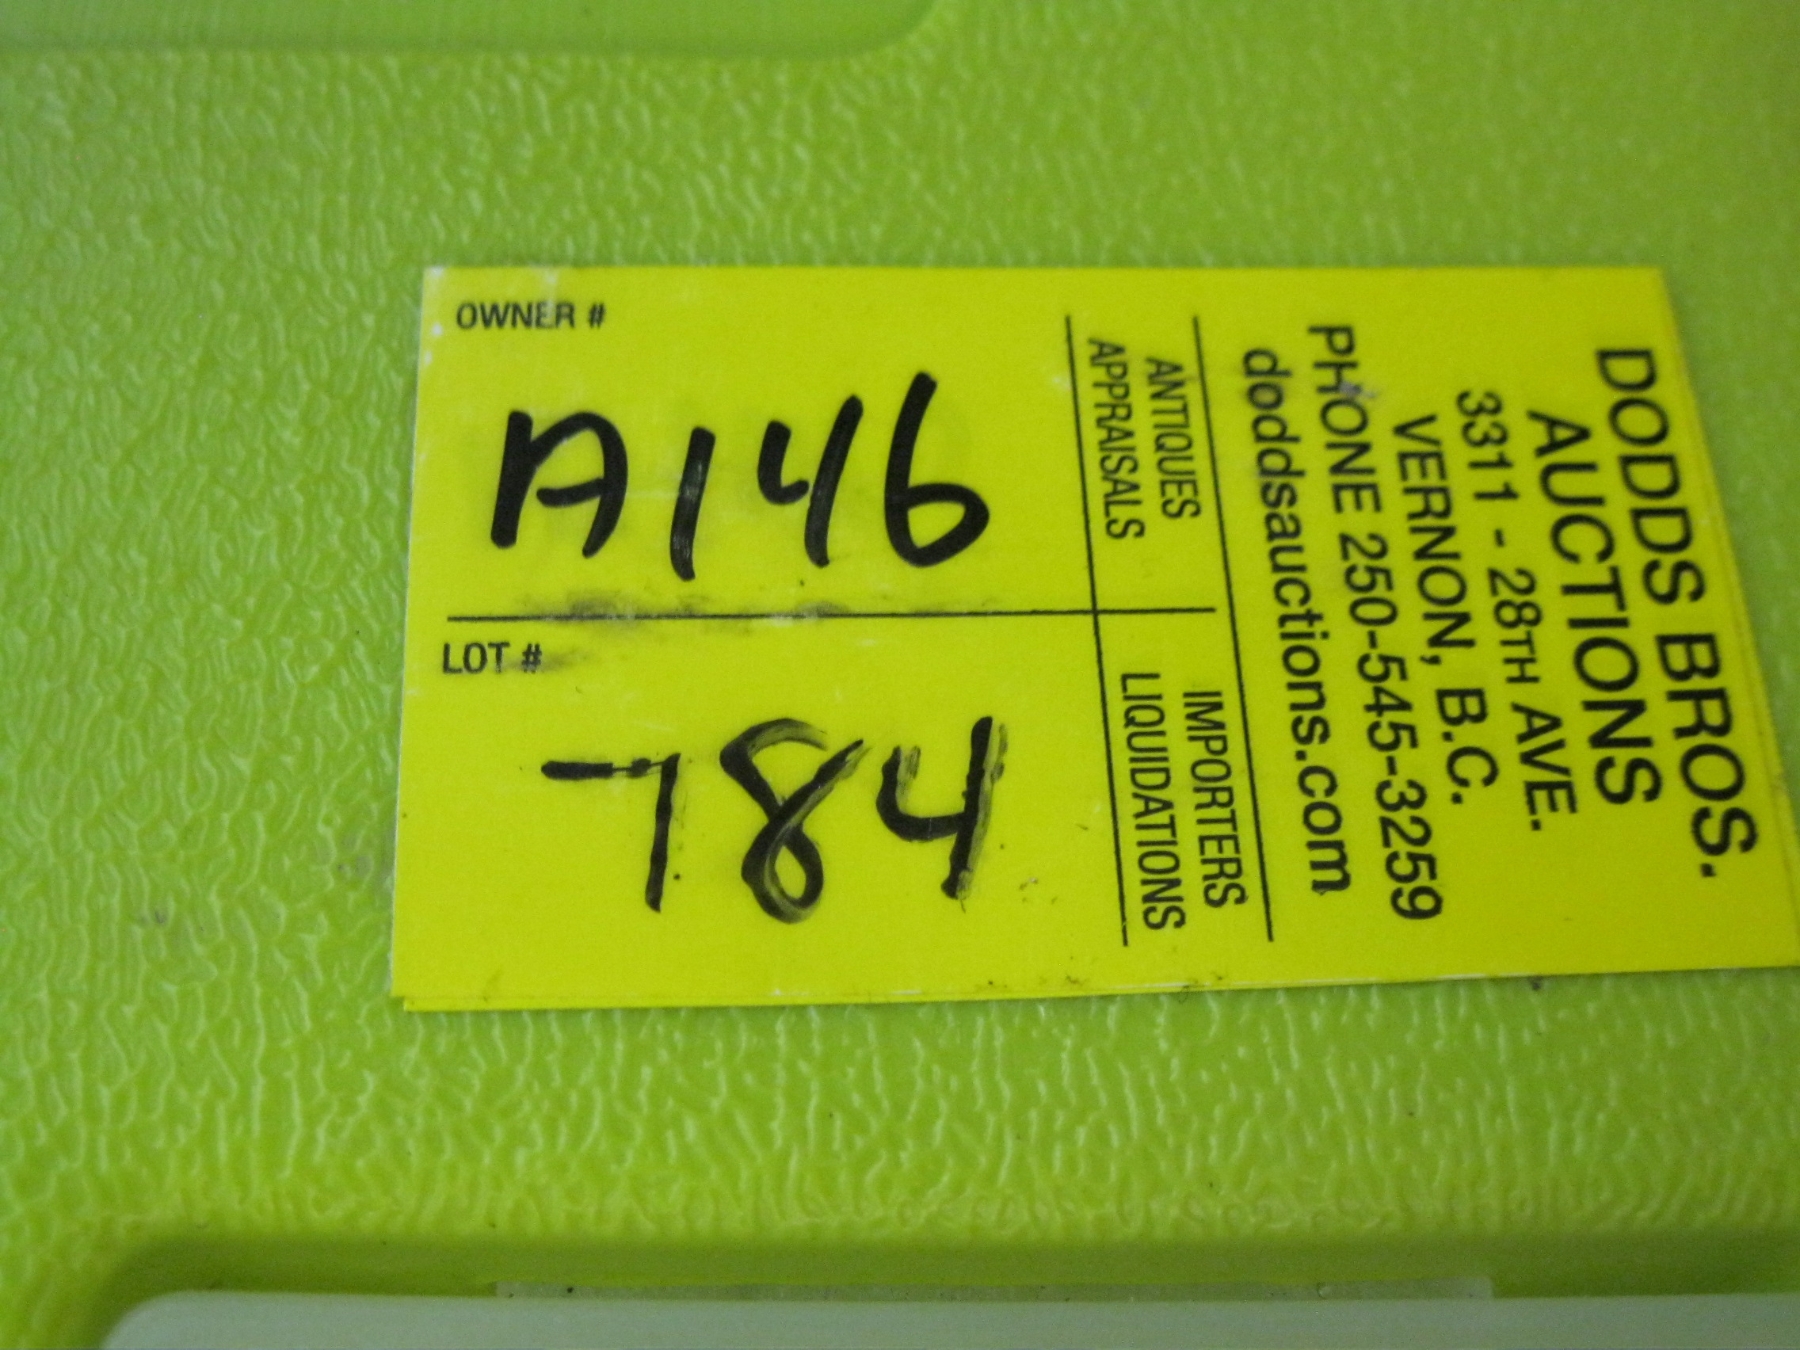 OWNER #
A146
LOT #
784
ANTIQUES
APPRAISALS
IMPORTERS
LIQUIDATIONS
DODDS BROS.
AUCTIONS
3311 - 28TH AVE.
VERNON, B.C.
PHONE 250-545-3259
doddsauctions.com